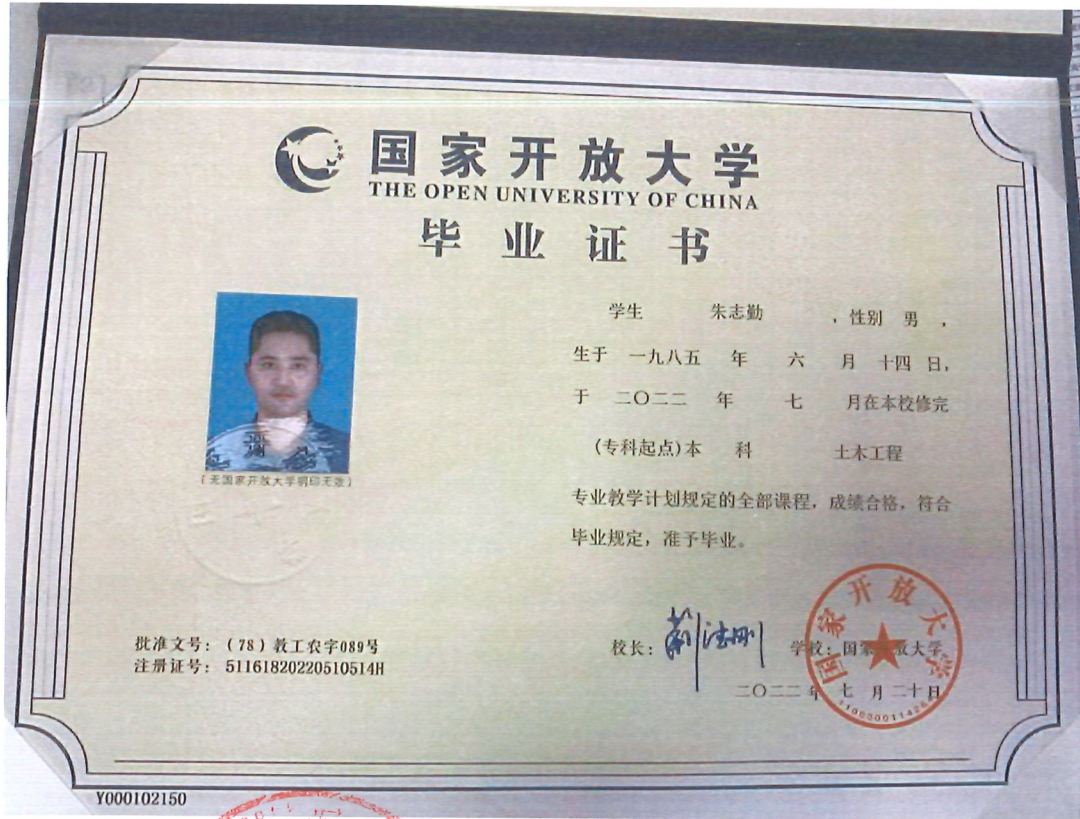 国家开放大学
THE OPEN UNIVERSITY OF CHINA
毕业证书
学生 朱志勤 ，性别 男 ，
生于 一九八五 年 六 月 十四 日，
于 二〇二二 年 七 月在本校修完
(专科起点)本 科 土木工程
专业教学计划规定的全部课程，成绩合格，符合
毕业规定，准予毕业。
(无国家开放大学钢印无效)
批准文号：（78）教工农字089号
注册证号：51161820220510514H
校长： 学校：国家开放大学
二〇二二 年 七 月 二十 日
国家开放大学
Y000102150